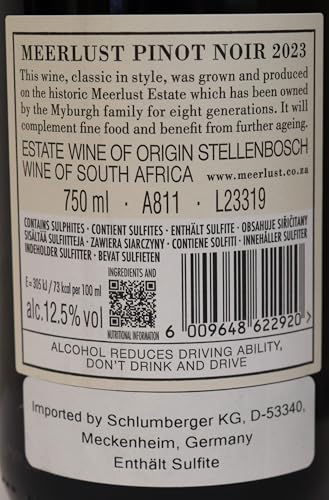 MEERLUST PINOT NOIR 2023
This wine, classic in style, was grown and produced
on the historic Meerlust Estate which has been owned
by the Myburgh family for eight generations. It will
complement fine food and benefit from further ageing.
ESTATE WINE OF ORIGIN STELLENBOSCH
WINE OF SOUTH AFRICA www.meerlust.co.za
750 ml · A811 · L23319
CONTAINS SULPHITES · CONTIENT SULFITES · ENTHÄLT SULFITE · OBSAHUJE SIŘIČITANY
SISÄLTÄÄ SULFIITTEJA · ZAWIERA SIARCZYNY · CONTIENE SOLFITI · INNEHÅLLER SULFITER
INDEHOLDER SULFITTER · BEVAT SULFIETEN
INGREDIENTS AND
NUTRITIONAL INFORMATION
E = 305 kJ / 73 kcal per 100 ml
alc.12.5% vol
6 009648 622920 >
ALCOHOL REDUCES DRIVING ABILITY,
DON'T DRINK AND DRIVE
Imported by Schlumberger KG, D-53340,
Meckenheim, Germany
Enthält Sulfite